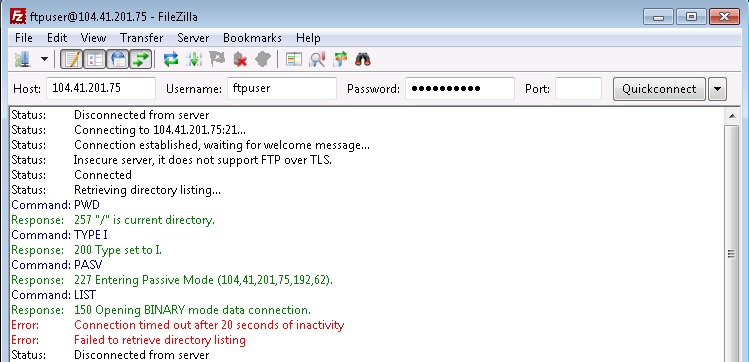 ftpuser@104.41.201.75 - FileZilla
File Edit View Transfer Server Bookmarks Help
Host: 104.41.201.75 Username: ftpuser Password: ●●●●●●●●●● Port: Quickconnect
Status: Disconnected from server
Status: Connecting to 104.41.201.75:21...
Status: Connection established, waiting for welcome message...
Status: Insecure server, it does not support FTP over TLS.
Status: Connected
Status: Retrieving directory listing...
Command: PWD
Response: 257 "/" is current directory.
Command: TYPE I
Response: 200 Type set to I.
Command: PASV
Response: 227 Entering Passive Mode (104,41,201,75,192,62).
Command: LIST
Response: 150 Opening BINARY mode data connection.
Error: Connection timed out after 20 seconds of inactivity
Error: Failed to retrieve directory listing
Status: Disconnected from server